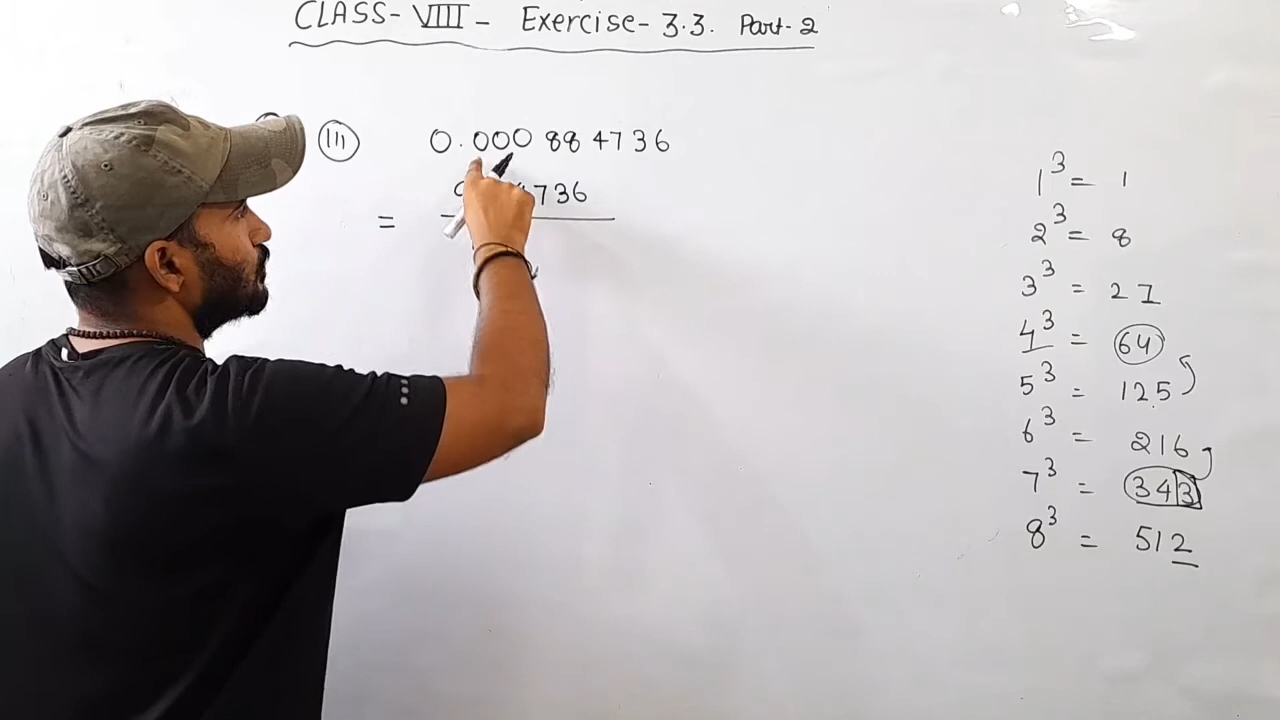 CLASS-VIII- Exercise-3.3. Part-2
(iii) 0.000 884736
= 736
1³ = 1
2³ = 8
3³ = 27
4³ = 64
5³ = 125
6³ = 216
7³ = 343
8³ = 512